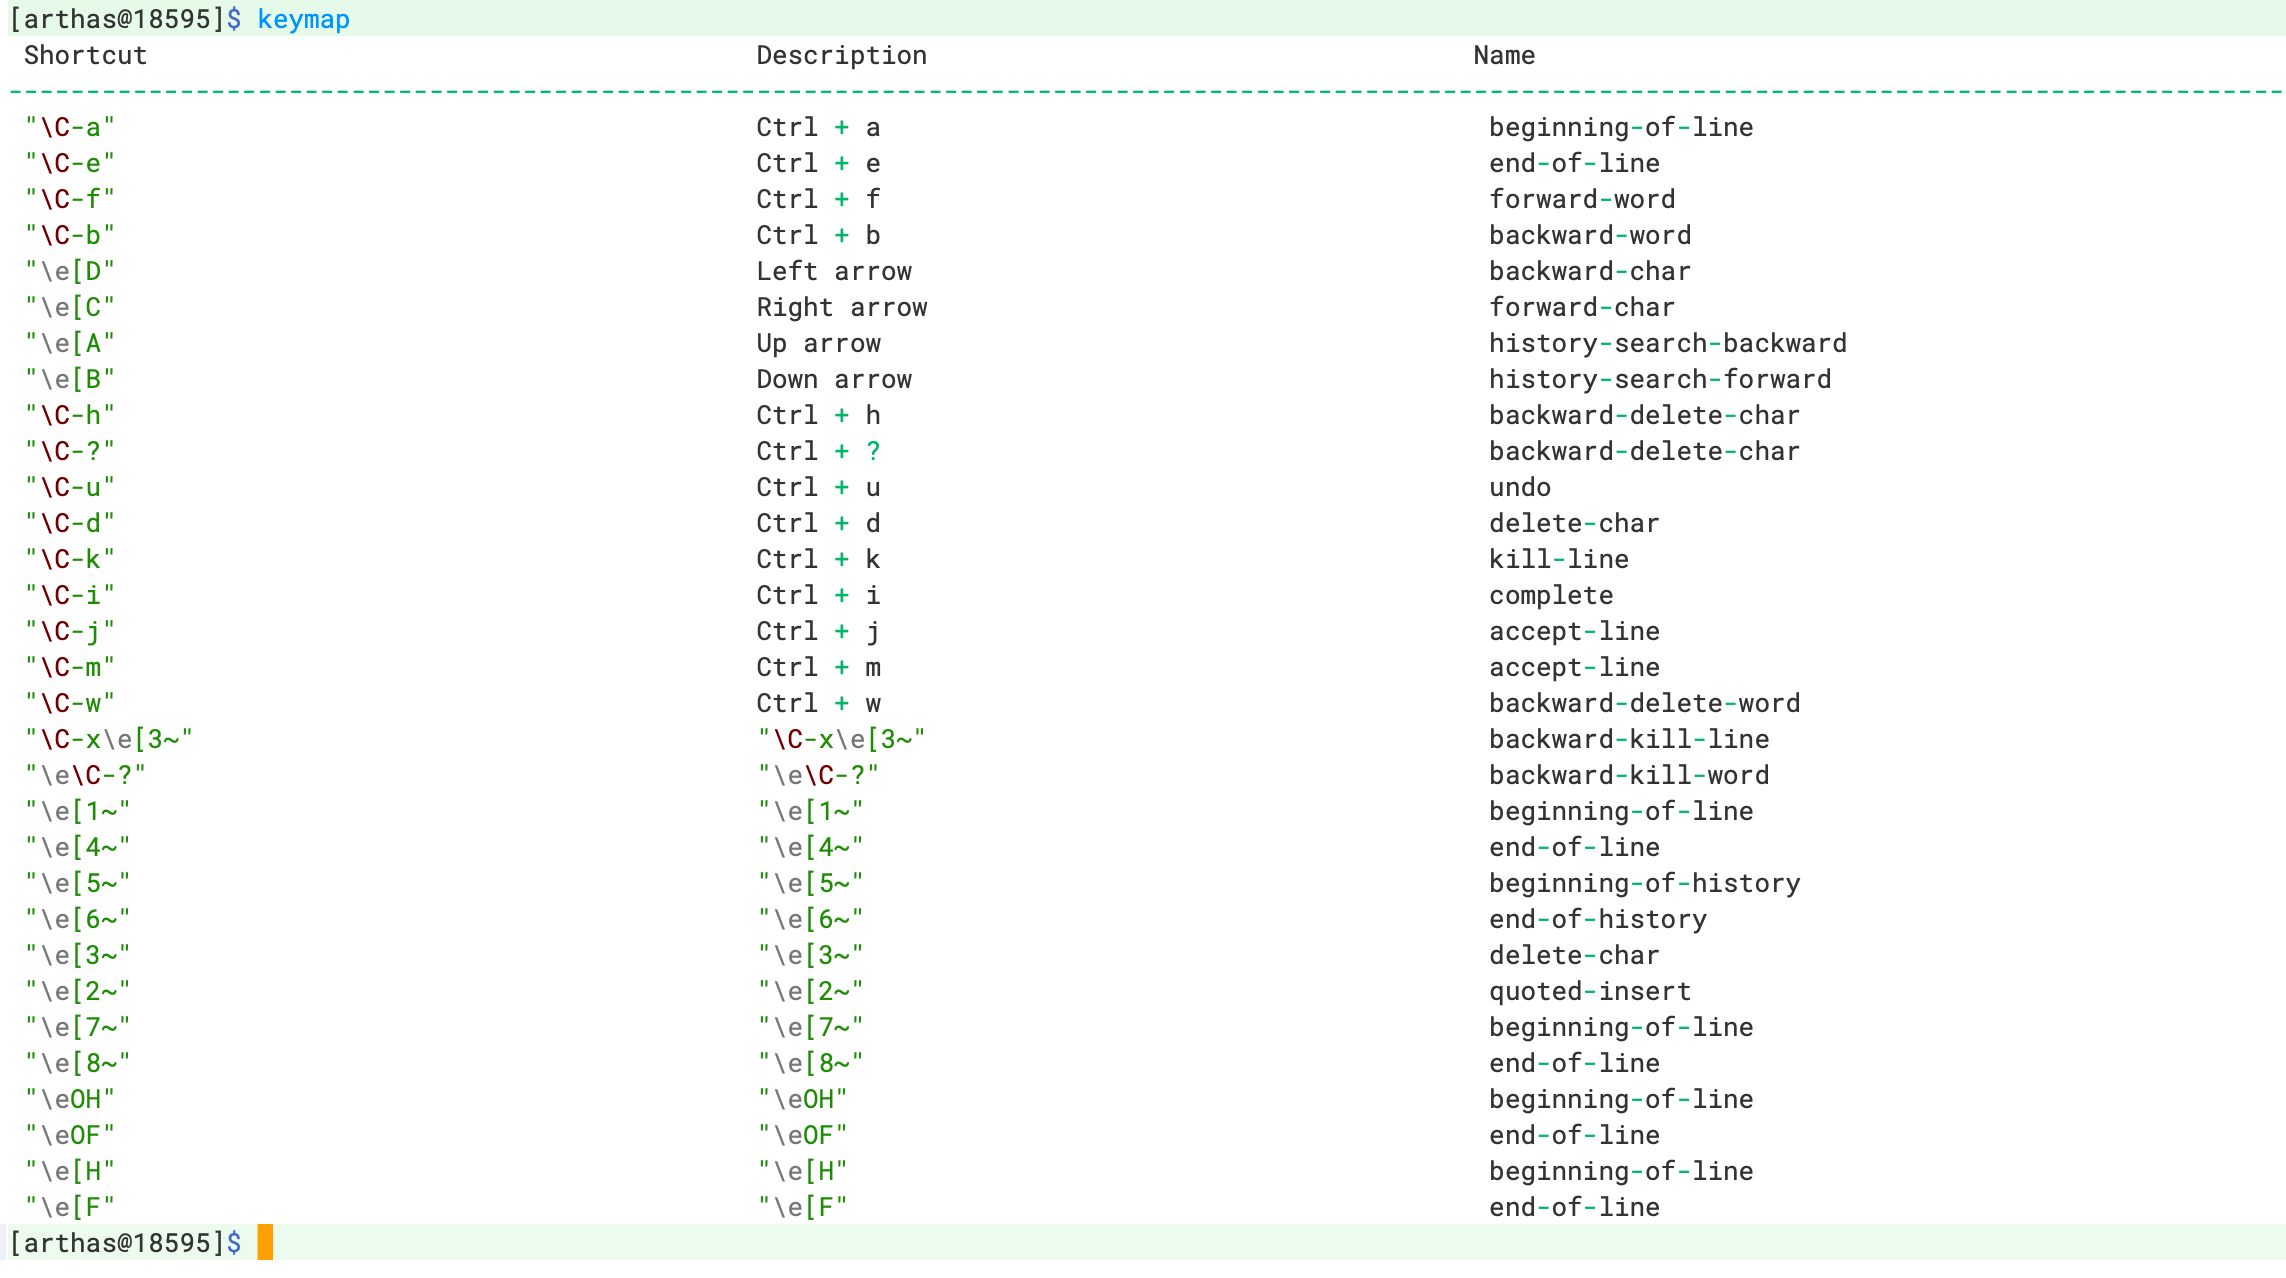 [arthas@18595]$ keymap
Shortcut Description Name
--------------------------------------------------------------------------------------------------------------------------------------------------
"\C-a" Ctrl + a beginning-of-line
"\C-e" Ctrl + e end-of-line
"\C-f" Ctrl + f forward-word
"\C-b" Ctrl + b backward-word
"\e[D" Left arrow backward-char
"\e[C" Right arrow forward-char
"\e[A" Up arrow history-search-backward
"\e[B" Down arrow history-search-forward
"\C-h" Ctrl + h backward-delete-char
"\C-?" Ctrl + ? backward-delete-char
"\C-u" Ctrl + u undo
"\C-d" Ctrl + d delete-char
"\C-k" Ctrl + k kill-line
"\C-i" Ctrl + i complete
"\C-j" Ctrl + j accept-line
"\C-m" Ctrl + m accept-line
"\C-w" Ctrl + w backward-delete-word
"\C-x\e[3~" "\C-x\e[3~" backward-kill-line
"\e\C-?" "\e\C-?" backward-kill-word
"\e[1~" "\e[1~" beginning-of-line
"\e[4~" "\e[4~" end-of-line
"\e[5~" "\e[5~" beginning-of-history
"\e[6~" "\e[6~" end-of-history
"\e[3~" "\e[3~" delete-char
"\e[2~" "\e[2~" quoted-insert
"\e[7~" "\e[7~" beginning-of-line
"\e[8~" "\e[8~" end-of-line
"\eOH" "\eOH" beginning-of-line
"\eOF" "\eOF" end-of-line
"\e[H" "\e[H" beginning-of-line
"\e[F" "\e[F" end-of-line
[arthas@18595]$